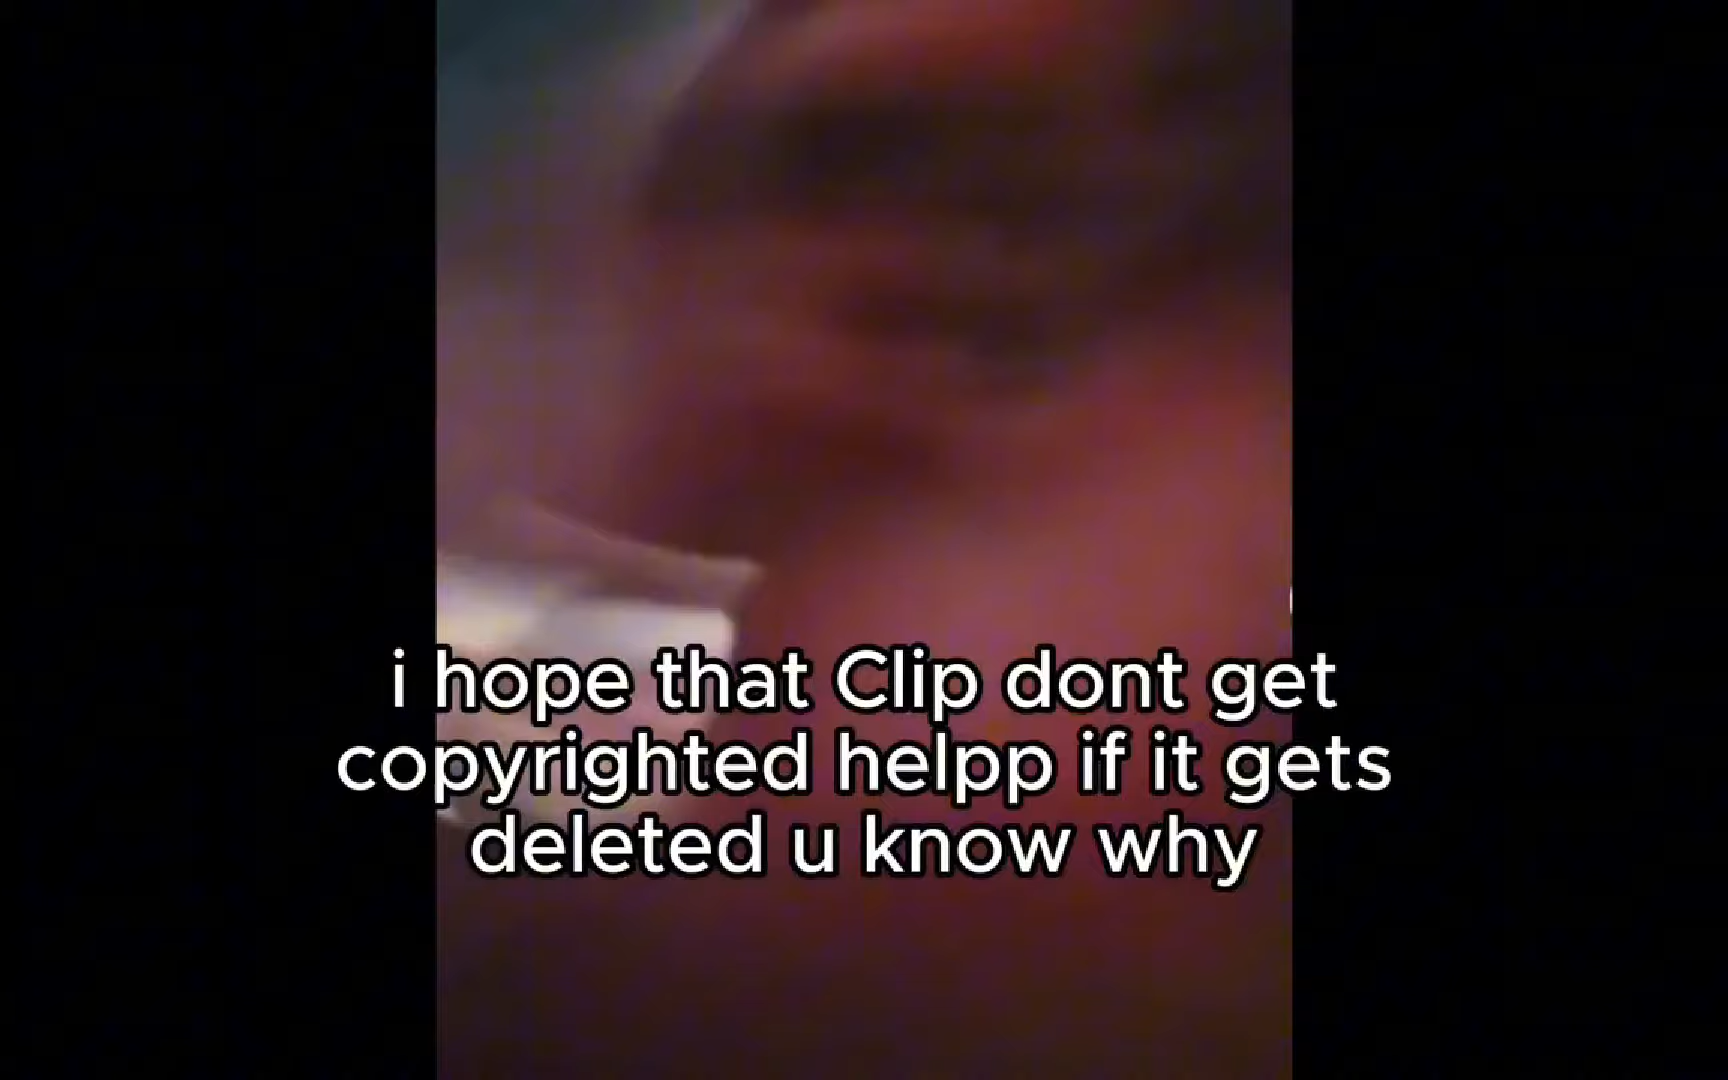 i hope that Clip dont get
copyrighted helpp if it gets
deleted u know why